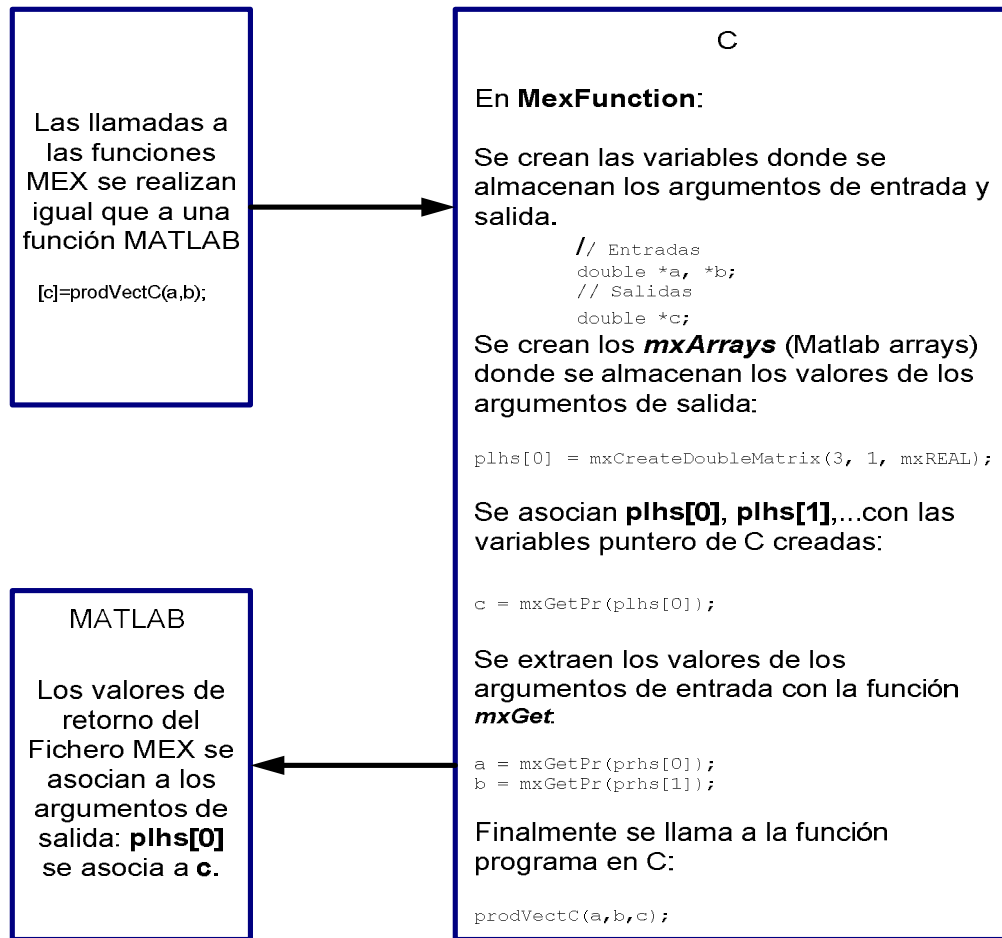 Las llamadas a
las funciones
MEX se realizan
igual que a una
función MATLAB
[c]=prodVectC(a,b);
C
En MexFunction:
Se crean las variables donde se
almacenan los argumentos de entrada y
salida.
// Entradas
double *a, *b;
// Salidas
double *c;
Se crean los mxArrays (Matlab arrays)
donde se almacenan los valores de los
argumentos de salida:
plhs[0] = mxCreateDoubleMatrix(3, 1, mxREAL);
Se asocian plhs[0], plhs[1],...con las
variables puntero de C creadas:
c = mxGetPr(plhs[0]);
Se extraen los valores de los
argumentos de entrada con la función
mxGet:
a = mxGetPr(prhs[0]);
b = mxGetPr(prhs[1]);
Finalmente se llama a la función
programa en C:
prodVectC(a,b,c);
MATLAB
Los valores de
retorno del
Fichero MEX se
asocian a los
argumentos de
salida: plhs[0]
se asocia a c.